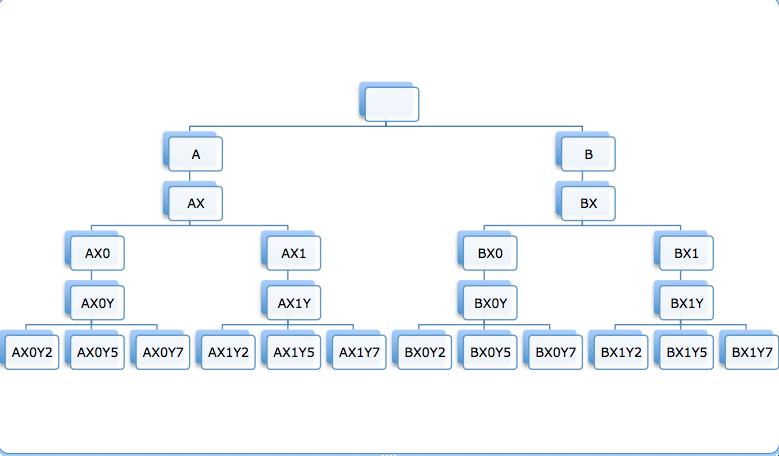 A B
AX BX
AX0 AX1 BX0 BX1
AX0Y AX1Y BX0Y BX1Y
AX0Y2 AX0Y5 AX0Y7 AX1Y2 AX1Y5 AX1Y7 BX0Y2 BX0Y5 BX0Y7 BX1Y2 BX1Y5 BX1Y7